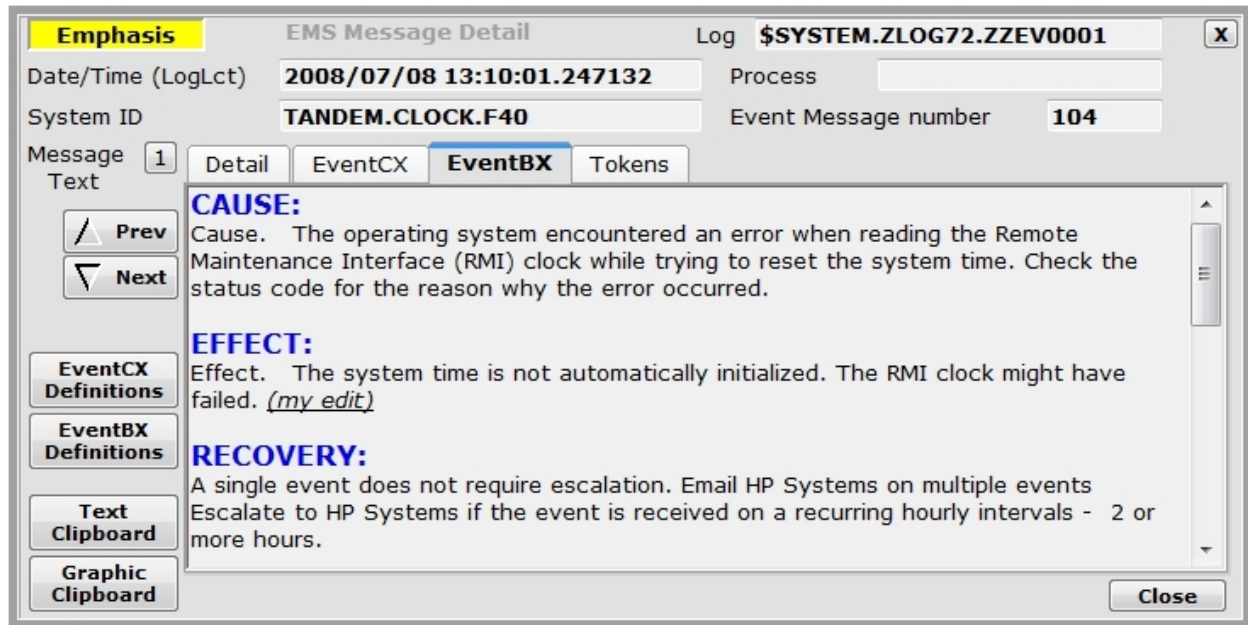 Emphasis EMS Message Detail Log $SYSTEM.ZLOG72.ZZEV0001 X
Date/Time (LogLct) 2008/07/08 13:10:01.247132 Process
System ID TANDEM.CLOCK.F40 Event Message number 104
Message Text 1
Detail EventCX EventBX Tokens
Prev
Next
EventCX
Definitions
EventBX
Definitions
Text
Clipboard
Graphic
Clipboard
CAUSE:
Cause. The operating system encountered an error when reading the Remote
Maintenance Interface (RMI) clock while trying to reset the system time. Check the
status code for the reason why the error occurred.
EFFECT:
Effect. The system time is not automatically initialized. The RMI clock might have
failed. (my edit)
RECOVERY:
A single event does not require escalation. Email HP Systems on multiple events
Escalate to HP Systems if the event is received on a recurring hourly intervals - 2 or
more hours.
Close